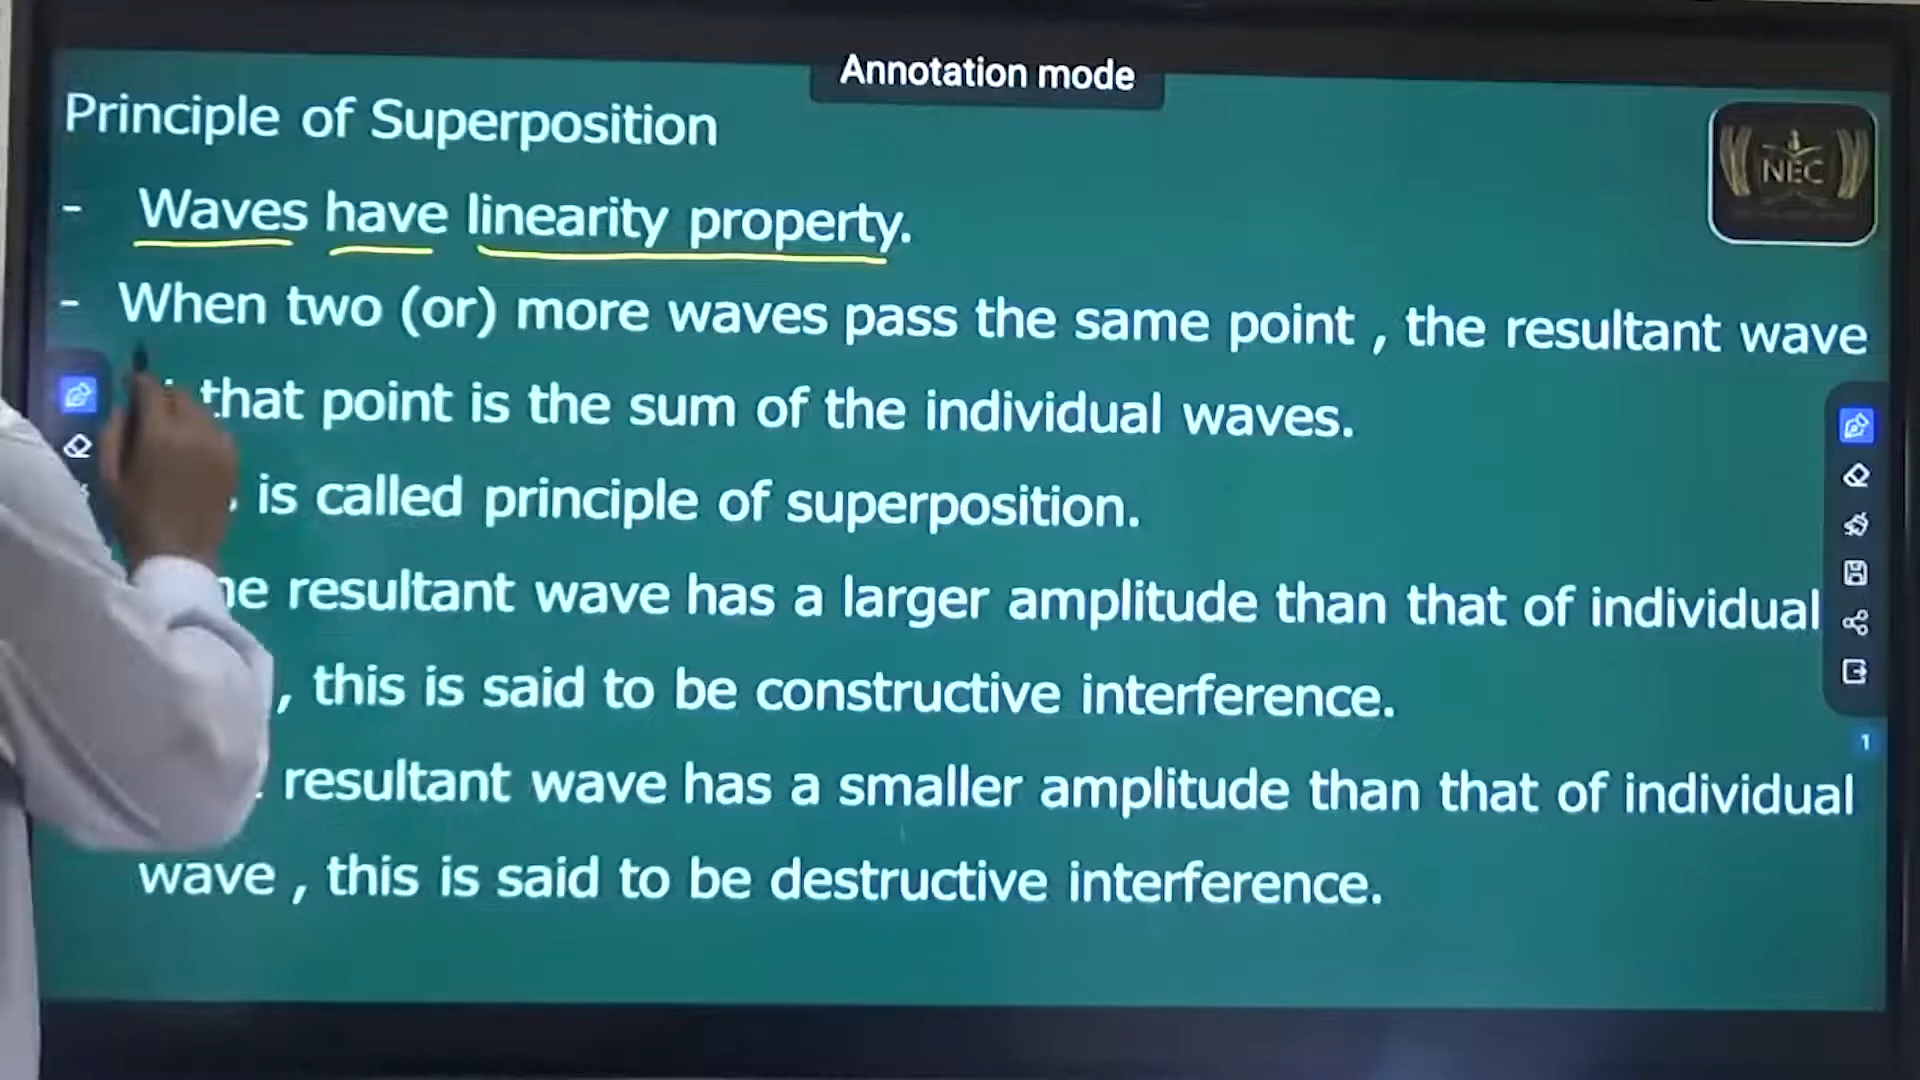 Annotation mode
Principle of Superposition
NEC
- Waves have linearity property.
- When two (or) more waves pass the same point , the resultant wave
that point is the sum of the individual waves.
is called principle of superposition.
resultant wave has a larger amplitude than that of individual
, this is said to be constructive interference.
resultant wave has a smaller amplitude than that of individual
wave , this is said to be destructive interference.
1